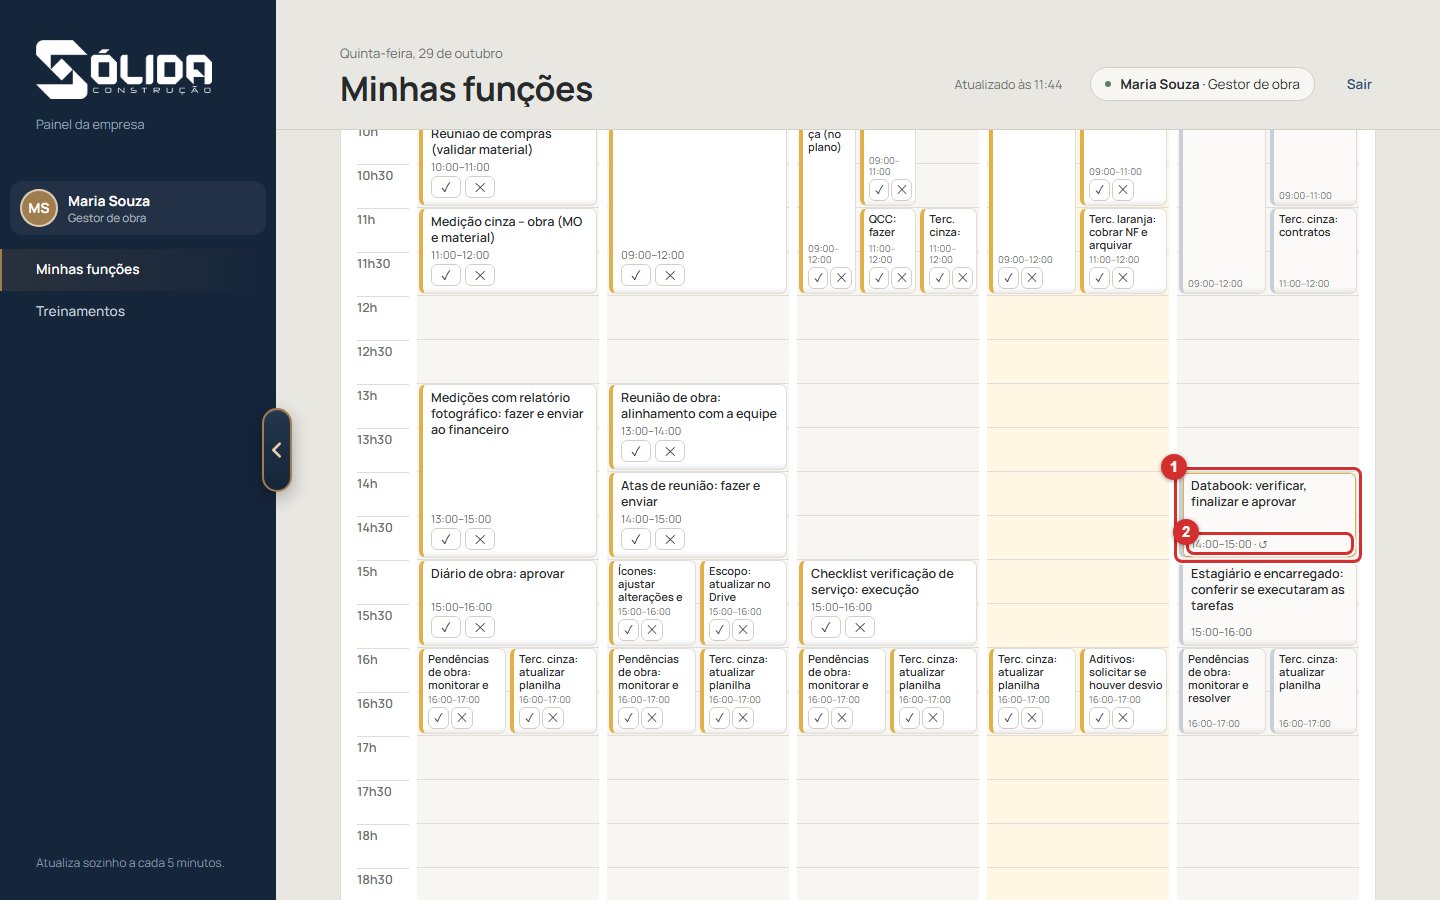 SÓLIDA
CONSTRUÇÃO
Painel da empresa
MS
Maria Souza
Gestor de obra
Minhas funções
Treinamentos
Atualiza sozinho a cada 5 minutos.
Quinta-feira, 29 de outubro
Minhas funções
Atualizado às 11:44
Maria Souza · Gestor de obra
Sair
10h
10h30
11h
11h30
12h
12h30
13h
13h30
14h
14h30
15h
15h30
16h
16h30
17h
17h30
18h
18h30
Reunião de compras
(validar material)
10:00–11:00
✓ ✕
Medição cinza – obra (MO
e material)
11:00–12:00
✓ ✕
Medições com relatório
fotográfico: fazer e enviar
ao financeiro
13:00–15:00
✓ ✕
Diário de obra: aprovar
15:00–16:00
✓ ✕
Pendências
de obra:
monitorar e
16:00–17:00
✓ ✕
Terc. cinza:
atualizar
planilha
16:00–17:00
✓ ✕
09:00–12:00
✓ ✕
Reunião de obra:
alinhamento com a equipe
13:00–14:00
✓ ✕
Atas de reunião: fazer e
enviar
14:00–15:00
✓ ✕
Ícones:
ajustar
alterações e
15:00–16:00
✓ ✕
Escopo:
atualizar no
Drive
15:00–16:00
✓ ✕
Pendências
de obra:
monitorar e
16:00–17:00
✓ ✕
Terc. cinza:
atualizar
planilha
16:00–17:00
✓ ✕
ça (no
plano)
09:00–
12:00
✓ ✕
09:00–
11:00
✓ ✕
QCC:
fazer
11:00–
12:00
✓ ✕
Terc.
cinza:
11:00–
12:00
✓ ✕
Checklist verificação de
serviço: execução
15:00–16:00
✓ ✕
Pendências
de obra:
monitorar e
16:00–17:00
✓ ✕
Terc. cinza:
atualizar
planilha
16:00–17:00
✓ ✕
09:00–12:00
✓ ✕
09:00–11:00
✓ ✕
Terc. laranja:
cobrar NF e
arquivar
11:00–12:00
✓ ✕
Terc. cinza:
atualizar
planilha
16:00–17:00
✓ ✕
Aditivos:
solicitar se
houver desvio
16:00–17:00
✓ ✕
09:00–12:00
09:00–11:00
Terc. cinza:
contratos
11:00–12:00
1
Databook: verificar,
finalizar e aprovar
2
14:00–15:00 · ↺
Estagiário e encarregado:
conferir se executaram as
tarefas
15:00–16:00
Pendências
de obra:
monitorar e
resolver
16:00–17:00
Terc. cinza:
atualizar
planilha
16:00–17:00